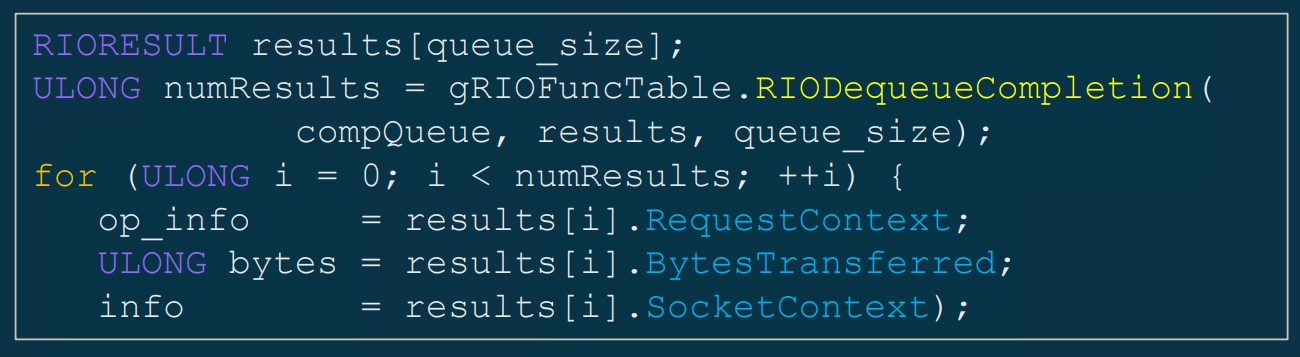 RIORESULT results[queue_size];
ULONG numResults = gRIOFuncTable.RIODequeueCompletion(
            compQueue, results, queue_size);
for (ULONG i = 0; i < numResults; ++i) {
   op_info     = results[i].RequestContext;
   ULONG bytes = results[i].BytesTransferred;
   info        = results[i].SocketContext);